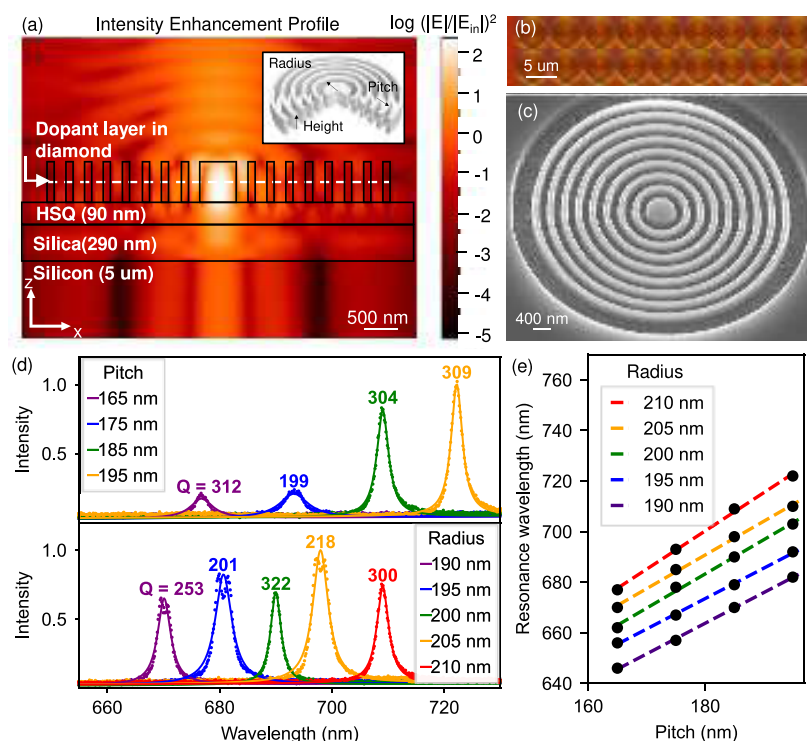 (a) Intensity Enhancement Profile
log (|E|/|E_in|)²
Radius
Pitch
Height
Dopant layer in
diamond
HSQ (90 nm)
Silica(290 nm)
Silicon (5 um)
z
x
500 nm
2
1
0
-1
-2
-3
-4
-5
(b)
5 um
(c)
400 nm
(d)
Pitch
165 nm
175 nm
185 nm
195 nm
Intensity
1.0
0.5
Q = 312
199
304
309
Radius
190 nm
195 nm
200 nm
205 nm
210 nm
Intensity
1.0
0.5
Q = 253
201
322
218
300
660
680
700
720
Wavelength (nm)
(e)
Radius
210 nm
205 nm
200 nm
195 nm
190 nm
Resonance wavelength (nm)
760
740
720
700
680
660
640
160
180
Pitch (nm)